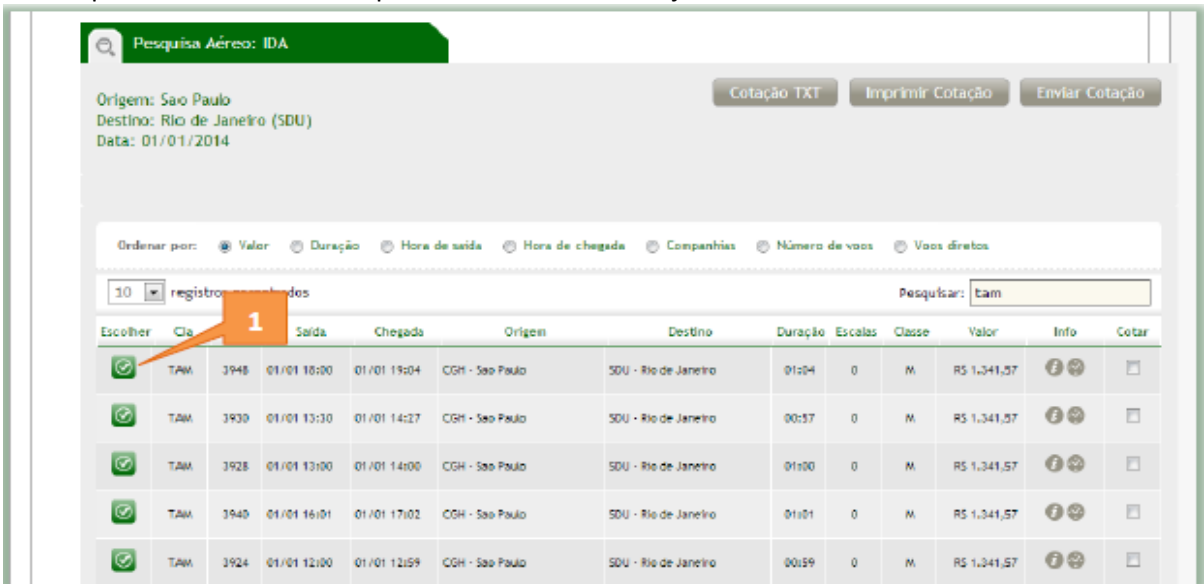 Pesquisa Aéreo: IDA
Cotação TXT Imprimir Cotação Enviar Cotação
Origem: Sao Paulo
Destino: Rio de Janeiro (SDU)
Data: 01/01/2014
Ordenar por: Valor Duração Hora de saída Hora de chegada Companhias Número de voos Voos diretos
10 registros Pesquisar: tam
1
Escolher Cia Saída Chegada Origem Destino Duração Escalas Classe Valor Info Cotar
TAM 3948 01/01 18:00 01/01 19:04 CGH - Sao Paulo SDU - Rio de Janeiro 01:04 0 M R$ 1.341,57
TAM 3930 01/01 13:30 01/01 14:27 CGH - Sao Paulo SDU - Rio de Janeiro 00:57 0 M R$ 1.341,57
TAM 3928 01/01 13:00 01/01 14:00 CGH - Sao Paulo SDU - Rio de Janeiro 01:00 0 M R$ 1.341,57
TAM 3940 01/01 16:01 01/01 17:02 CGH - Sao Paulo SDU - Rio de Janeiro 01:01 0 M R$ 1.341,57
TAM 3924 01/01 12:00 01/01 12:59 CGH - Sao Paulo SDU - Rio de Janeiro 00:59 0 M R$ 1.341,57